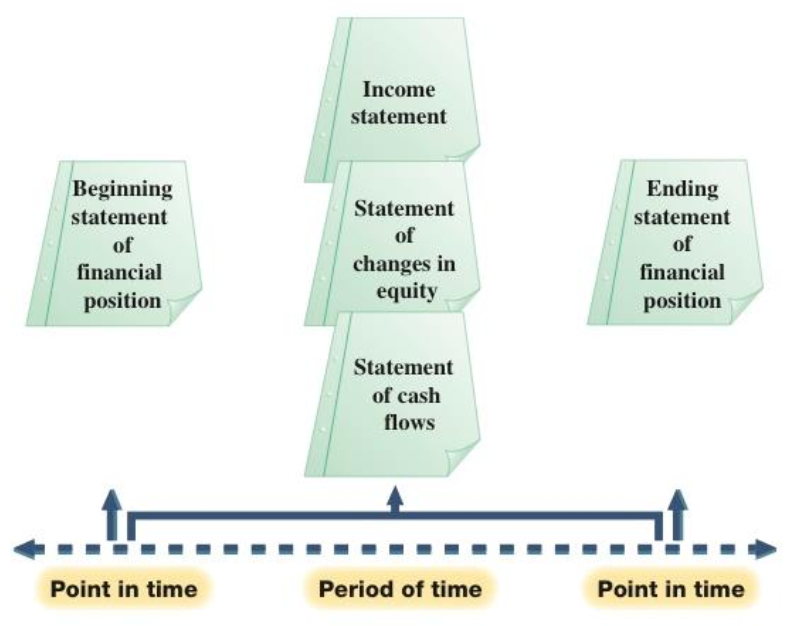 Income
statement
Beginning
statement
of
financial
position
Statement
of
changes in
equity
Ending
statement
of
financial
position
Statement
of cash
flows
Point in time
Period of time
Point in time